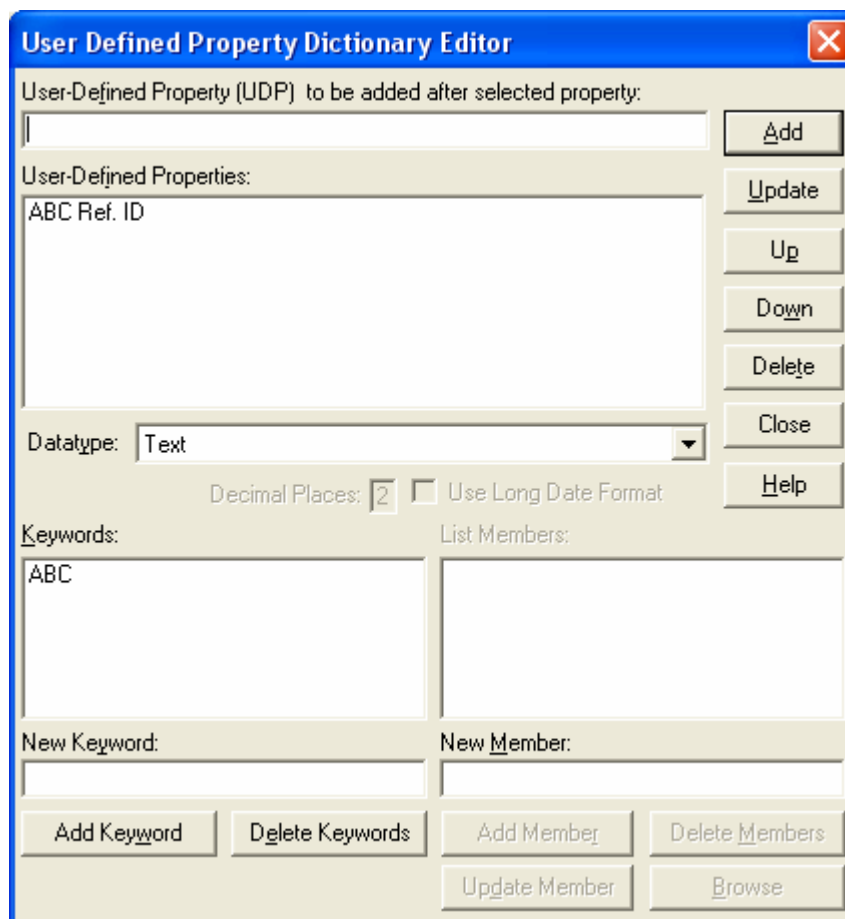 User Defined Property Dictionary Editor
User-Defined Property (UDP) to be added after selected property:
Add
User-Defined Properties:
ABC Ref. ID
Update
Up
Down
Delete
Close
Datatype: Text
Help
Decimal Places: 2 Use Long Date Format
Keywords: List Members:
ABC
New Keyword: New Member:
Add Keyword Delete Keywords Add Member Delete Members
Update Member Browse